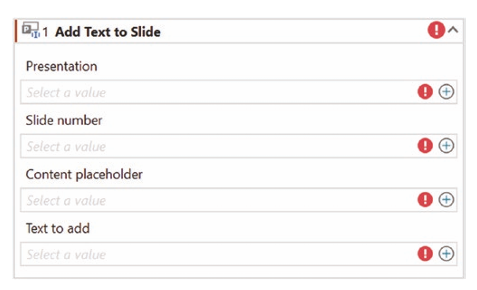 1 Add Text to Slide
Presentation
Select a value
Slide number
Select a value
Content placeholder
Select a value
Text to add
Select a value